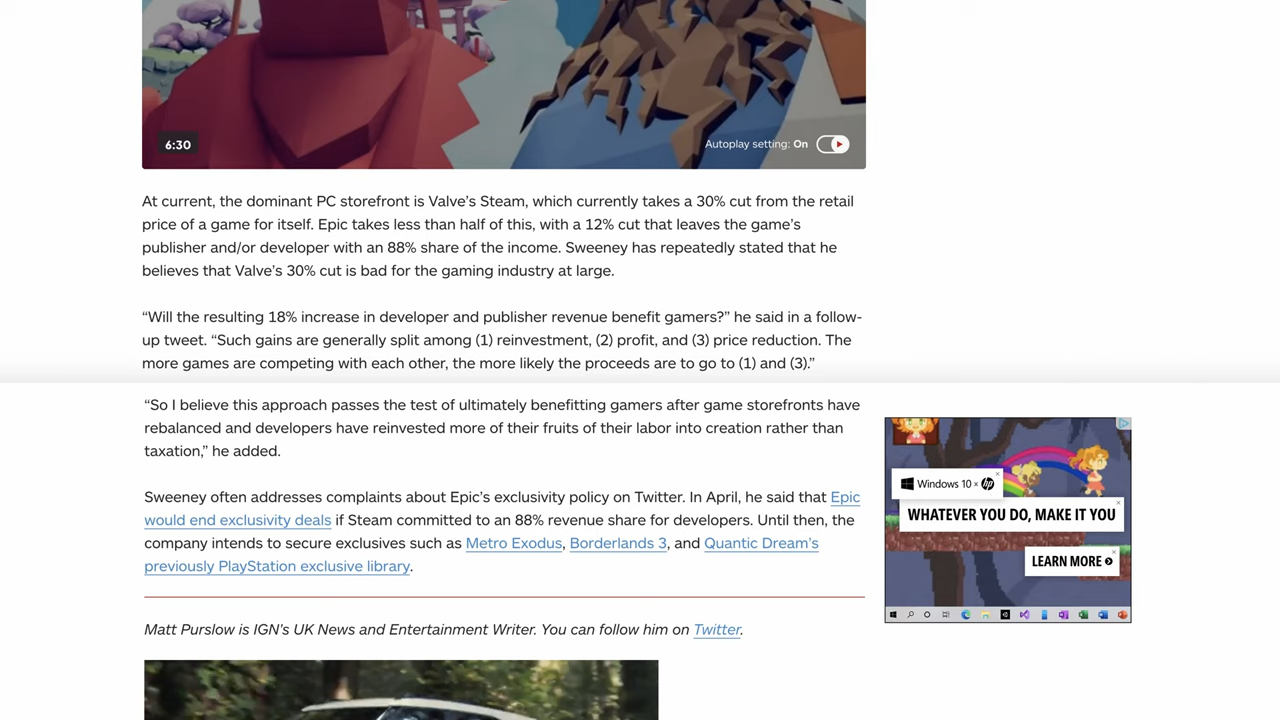 6:30
Autoplay setting: On
At current, the dominant PC storefront is Valve’s Steam, which currently takes a 30% cut from the retail
price of a game for itself. Epic takes less than half of this, with a 12% cut that leaves the game’s
publisher and/or developer with an 88% share of the income. Sweeney has repeatedly stated that he
believes that Valve’s 30% cut is bad for the gaming industry at large.
“Will the resulting 18% increase in developer and publisher revenue benefit gamers?” he said in a follow-
up tweet. “Such gains are generally split among (1) reinvestment, (2) profit, and (3) price reduction. The
more games are competing with each other, the more likely the proceeds are to go to (1) and (3).”
“So I believe this approach passes the test of ultimately benefitting gamers after game storefronts have
rebalanced and developers have reinvested more of their fruits of their labor into creation rather than
taxation,” he added.
Sweeney often addresses complaints about Epic’s exclusivity policy on Twitter. In April, he said that Epic
would end exclusivity deals if Steam committed to an 88% revenue share for developers. Until then, the
company intends to secure exclusives such as Metro Exodus, Borderlands 3, and Quantic Dream’s
previously PlayStation exclusive library.
Matt Purslow is IGN’s UK News and Entertainment Writer. You can follow him on Twitter.
Windows 10 × hp
WHATEVER YOU DO, MAKE IT YOU
LEARN MORE